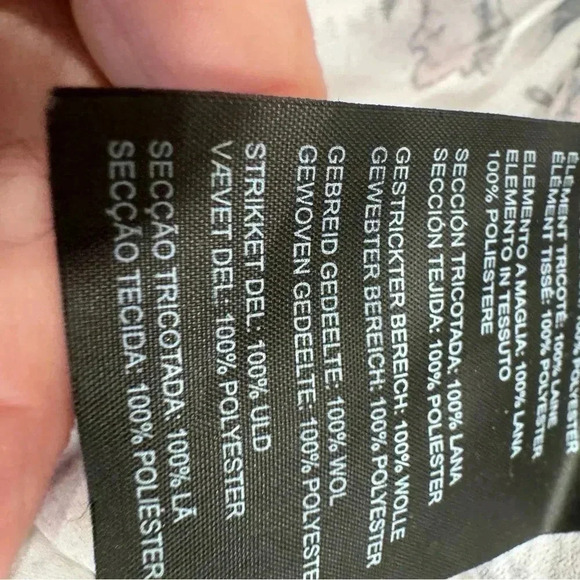 100% POLYESTER
ÉLÉMENT TRICOTÉ: 100% LAINE
ÉLÉMENT TISSÉ: 100% POLYESTER
ELEMENTO A MAGLIA: 100% LANA
ELEMENTO IN TESSUTO
100% POLIESTERE
SECCIÓN TRICOTADA: 100% LANA
SECCIÓN TEJIDA: 100% POLYESTER
GESTRICKTER BEREICH: 100% WOLLE
GEWEBTER BEREICH: 100% POLYESTER
GEBREID GEDEELTE: 100% WOL
GEWOVEN GEDEELTE: 100% POLYESTER
STRIKKET DEL: 100% ULD
VÆVET DEL: 100% POLYESTER
SECÇÃO TRICOTADA: 100% LÃ
SECÇÃO TECIDA: 100% POLIÉSTER